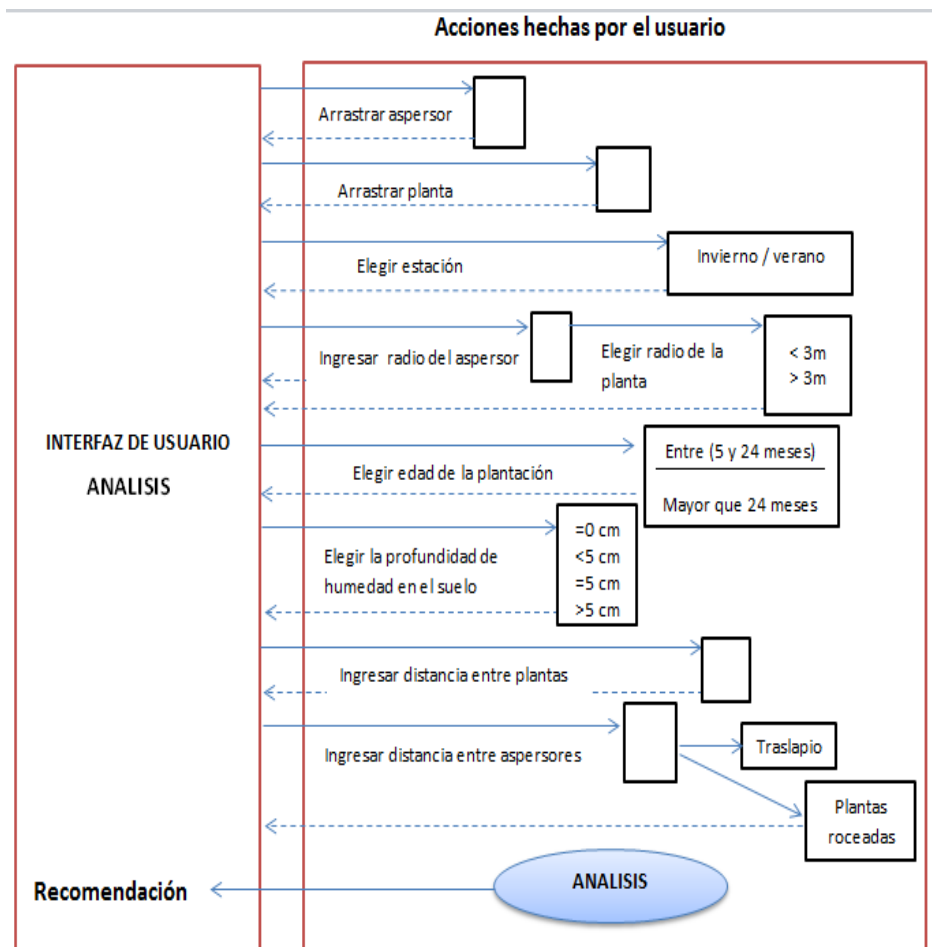 Acciones hechas por el usuario
Arrastrar aspersor
Arrastrar planta
Elegir estación
Invierno / verano
Ingresar radio del aspersor
Elegir radio de la
planta
< 3m
> 3m
INTERFAZ DE USUARIO
ANALISIS
Elegir edad de la plantación
Entre (5 y 24 meses)
Mayor que 24 meses
Elegir la profundidad de
humedad en el suelo
=0 cm
<5 cm
=5 cm
>5 cm
Ingresar distancia entre plantas
Ingresar distancia entre aspersores
Traslapio
Plantas
roceadas
ANALISIS
Recomendación